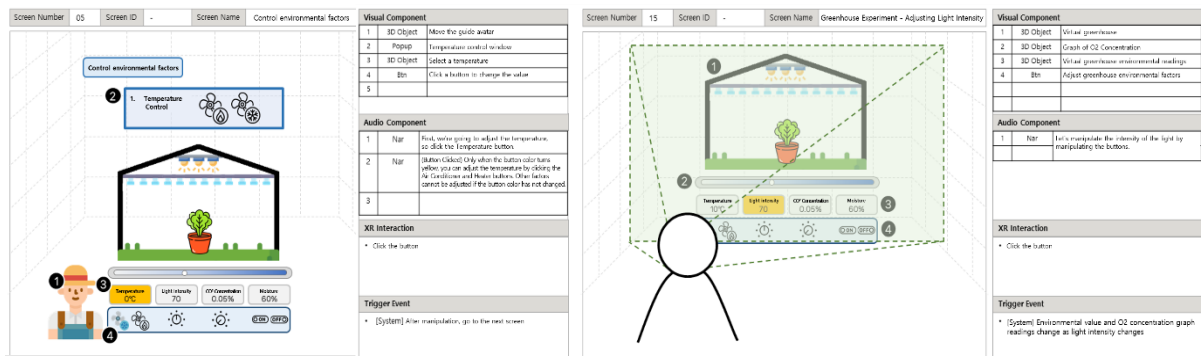 Screen Number 05 Screen ID - Screen Name Control environmental factors
Control environmental factors
2
1. Temperature
Control
1
3
Temperature
0℃
Light Intensity
70
CO² Concentration
0.05%
Moisture
60%
ON OFF
4
Visual Component
1 3D Object Move the guide avatar
2 Popup Temperature control window
3 3D Object Select a temperature
4 Btn Click a button to change the value
5
Audio Component
1 Nar First, we're going to adjust the temperature,
so click the Temperature button.
2 Nar (Button Clicked) Only when the button color turns
yellow, you can adjust the temperature by clicking the
Air Conditioner and Heater buttons. Other factors
cannot be adjusted if the button color has not changed.
3
XR Interaction
• Click the button
Trigger Event
• [System] After manipulation, go to the next screen
Screen Number 15 Screen ID - Screen Name Greenhouse Experiment – Adjusting Light Intensity
1
2
Temperature
10℃
Light Intensity
70
CO² Concentration
0.05%
Moisture
60%
3
ON OFF
4
Visual Component
1 3D Object Virtual greenhouse
2 3D Object Graph of O2 Concentration
3 3D Object Virtual greenhouse environmental readings
4 Btn Adjust greenhouse environmental factors
Audio Component
1 Nar Let's manipulate the intensity of the light by
manipulating the buttons.
XR Interaction
• Click the button
Trigger Event
• [System] Environmental value and O2 concentration graph
readings change as light intensity changes